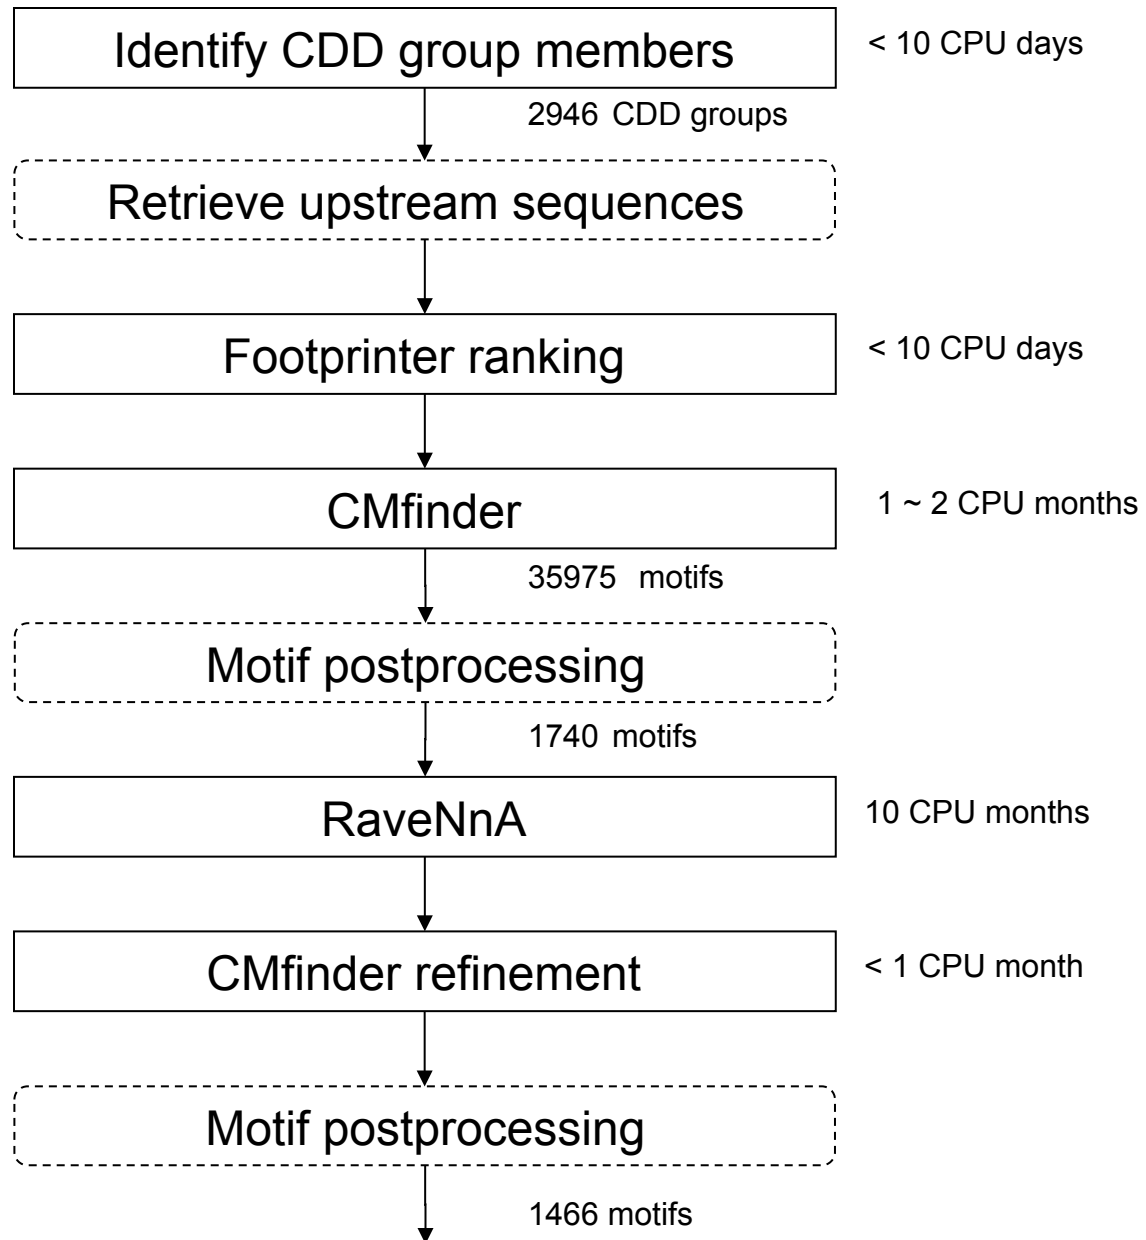 Identify CDD group members
< 10 CPU days
2946 CDD groups
Retrieve upstream sequences
Footprinter ranking
< 10 CPU days
CMfinder
1 ~ 2 CPU months
35975 motifs
Motif postprocessing
1740 motifs
RaveNnA
10 CPU months
CMfinder refinement
< 1 CPU month
Motif postprocessing
1466 motifs